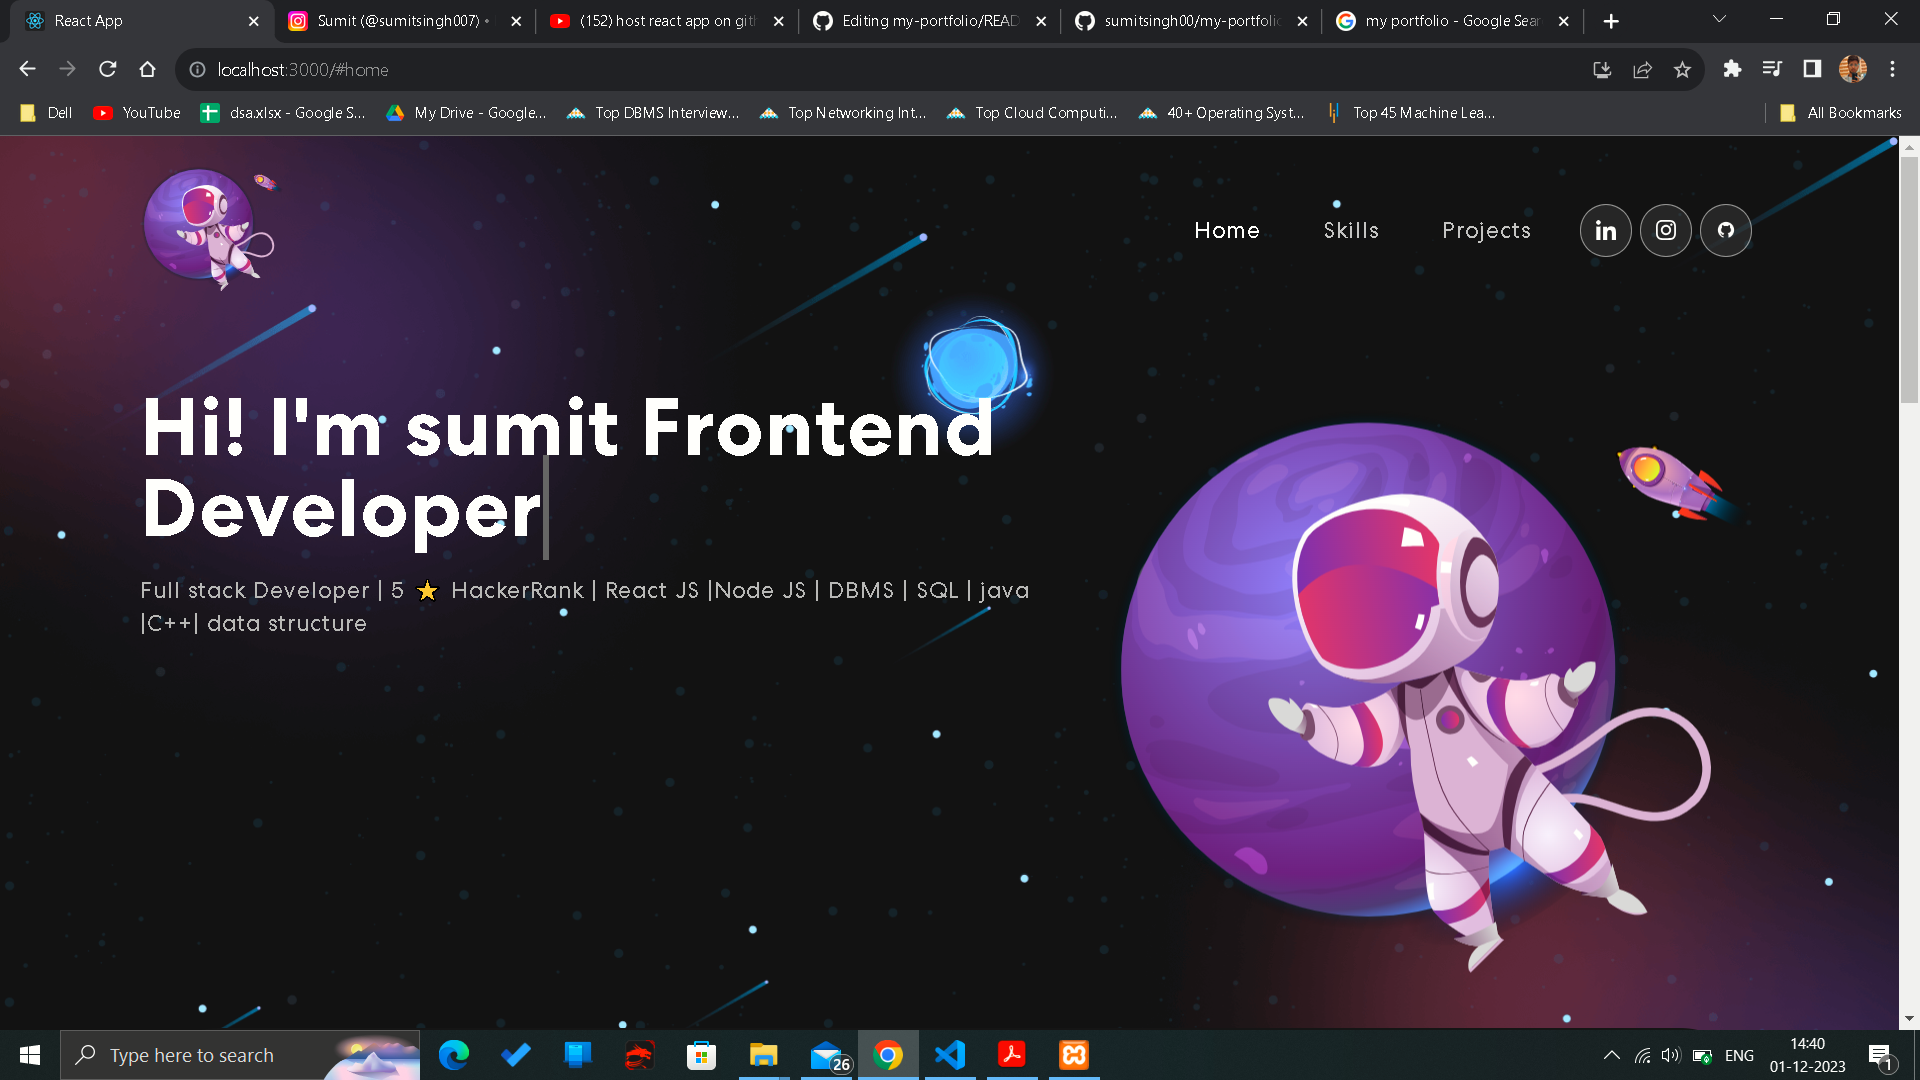 React App
Sumit (@sumitsingh007) •
(152) host react app on gith
Editing my-portfolio/READ
sumitsingh00/my-portfolio
my portfolio - Google Sear
localhost:3000/#home
Dell
YouTube
dsa.xlsx - Google S...
My Drive - Google...
Top DBMS Interview...
Top Networking Int...
Top Cloud Computi...
40+ Operating Syst...
Top 45 Machine Lea...
All Bookmarks
Home
Skills
Projects
in
Hi! I'm sumit Frontend
Developer
Full stack Developer | 5 ⭐ HackerRank | React JS |Node JS | DBMS | SQL | java
|C++| data structure
Type here to search
26
ENG
14:40
01-12-2023
1